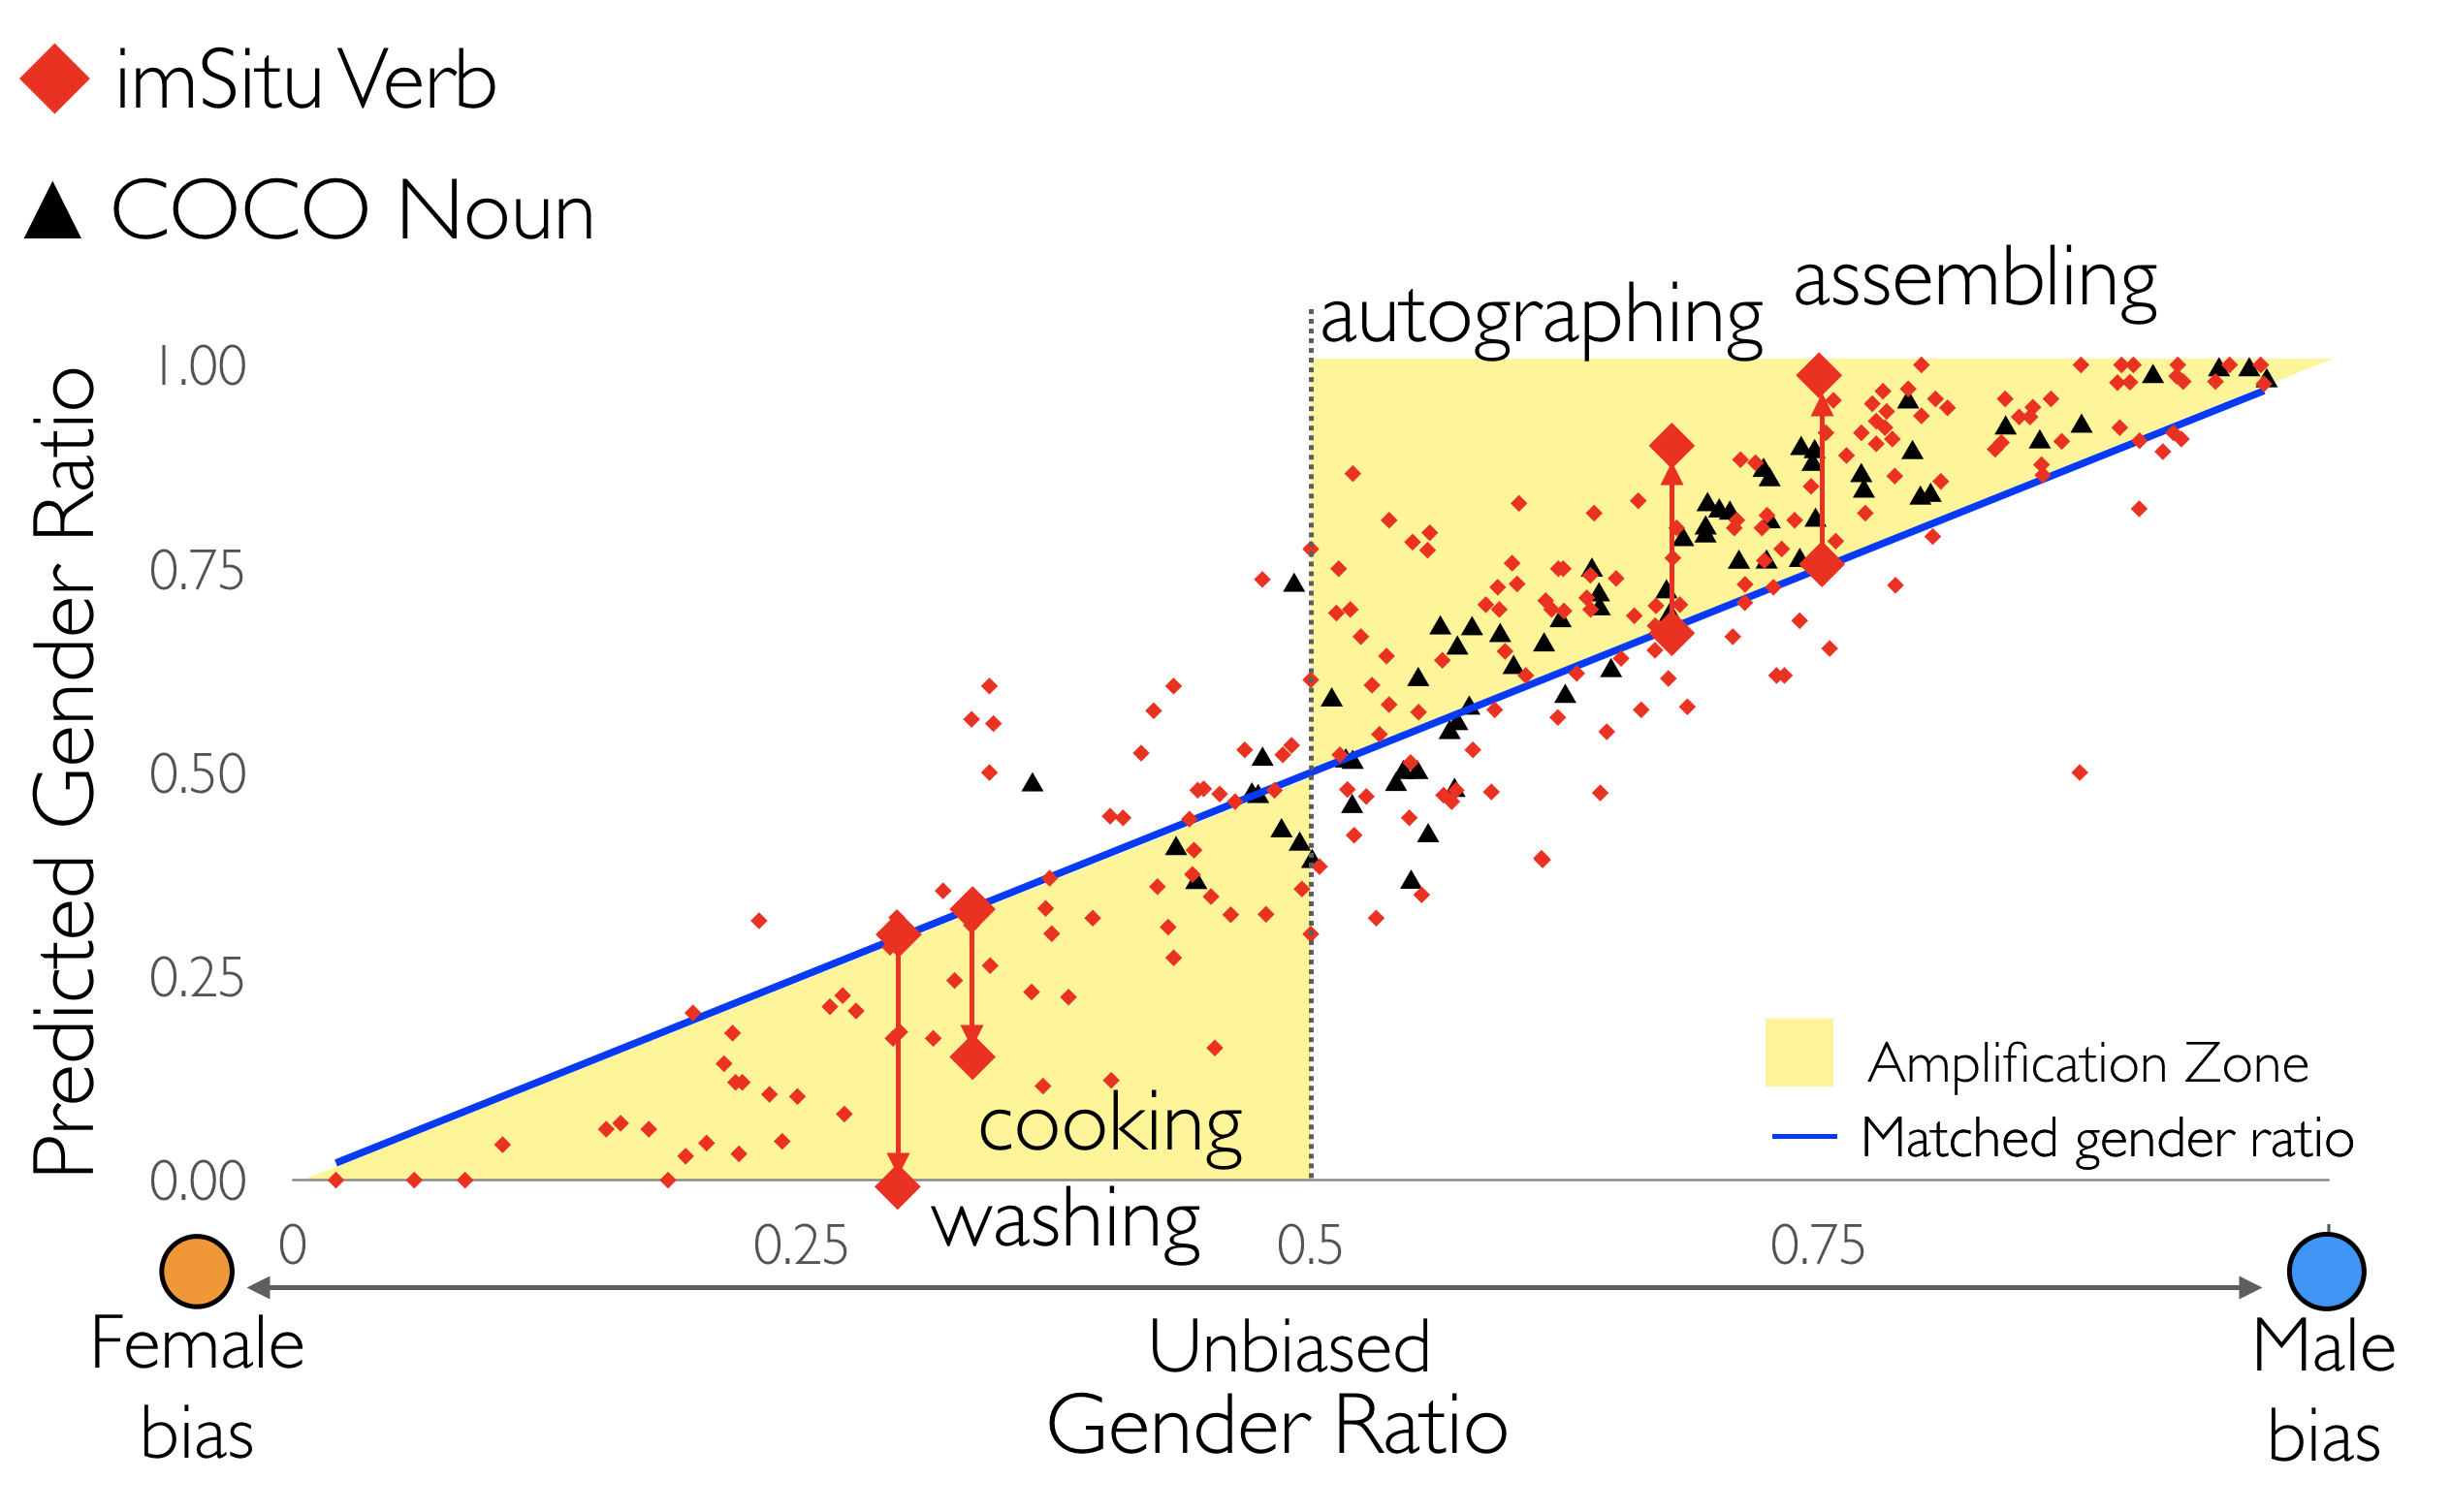 imSitu Verb
COCO Noun
assembling
autographing
Predicted Gender Ratio
1.00
0.75
0.50
0.25
0.00
Amplification Zone
Matched gender ratio
cooking
washing
0
0.25
0.5
0.75
Female
bias
Unbiased
Gender Ratio
Male
bias